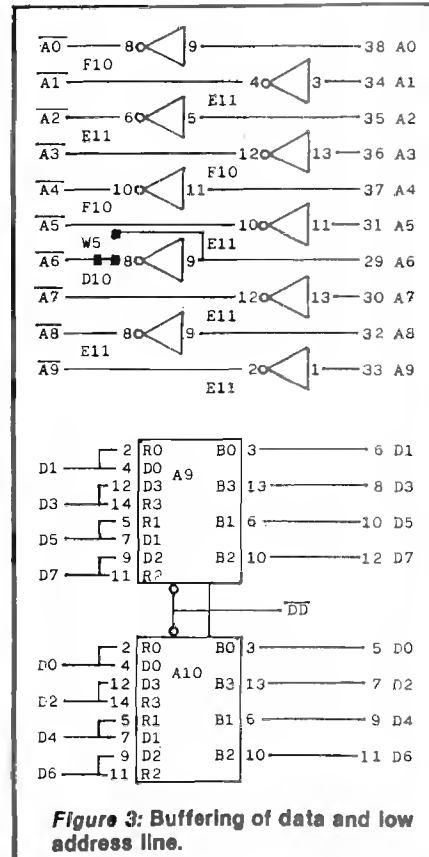 A0 8 9 38 A0
F10
A1 4 3 34 A1
E11
A2 6 5 35 A2
E11
A3 12 13 36 A3
F10
A4 10 11 37 A4
F10
A5 10 11 31 A5
W5 E11
A6 8 9 29 A6
D10
A7 12 13 30 A7
E11
A8 8 9 32 A8
E11
A9 2 1 33 A9
E11
2 R0 B0 3 6 D1
D1 4 D0 A9
12 D3 B3 13 8 D3
D3 14 R3
5 R1 B1 6 10 D5
D5 7 D1
9 D2 B2 10 12 D7
D7 11 R2
DD
2 R0 B0 3 5 D0
D0 4 D0 A10
12 D3 B3 13 7 D2
D2 14 R3
5 R1 B1 6 9 D4
D4 7 D1
9 D2 B2 10 11 D6
D6 11 R2
Figure 3: Buffering of data and low
address line.